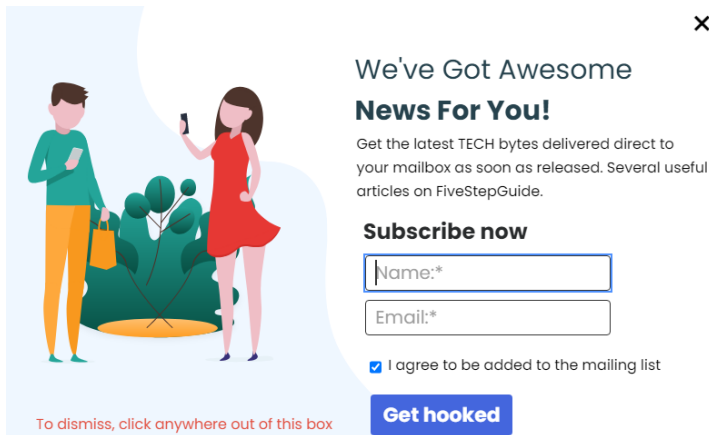 We've Got Awesome
News For You!
Get the latest TECH bytes delivered direct to
your mailbox as soon as released. Several useful
articles on FiveStepGuide.
Subscribe now
Name:*
Email:*
I agree to be added to the mailing list
Get hooked
To dismiss, click anywhere out of this box